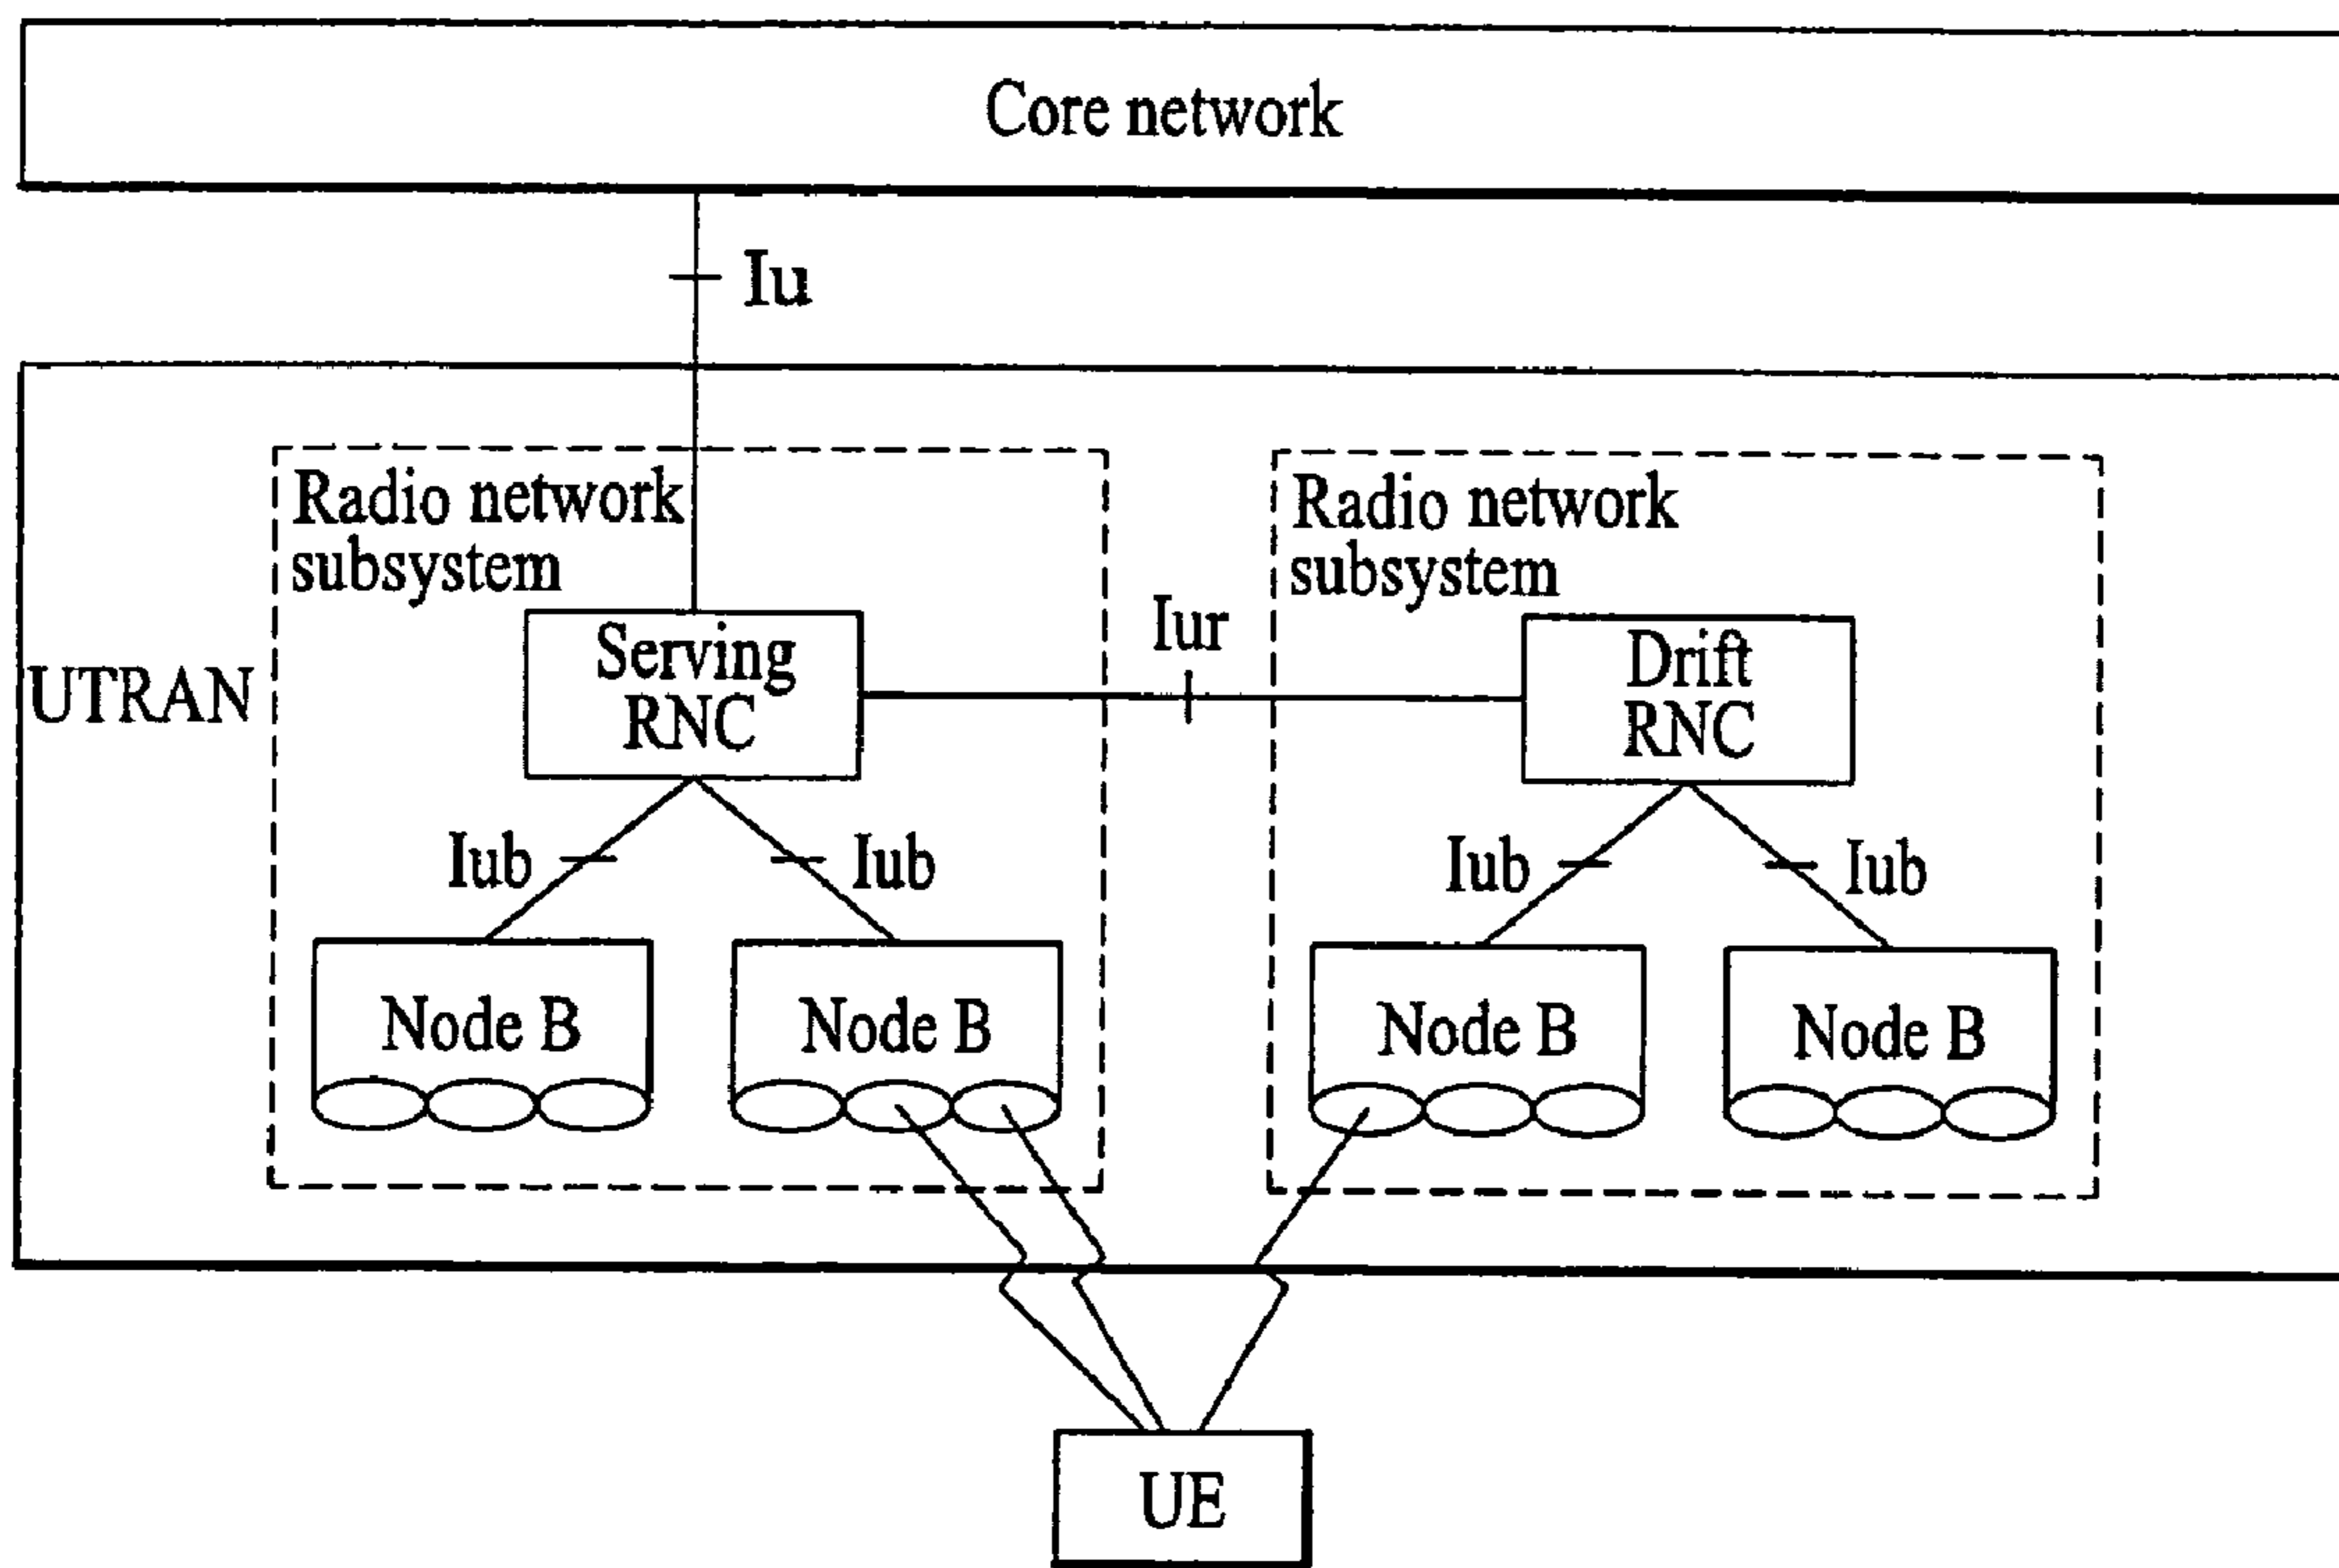 Core network
Iu
Radio network
subsystem
Radio network
subsystem
Iur
Serving
RNC
Drift
RNC
UTRAN
Iub
Iub
Iub
Iub
Node B
Node B
Node B
Node B
UE